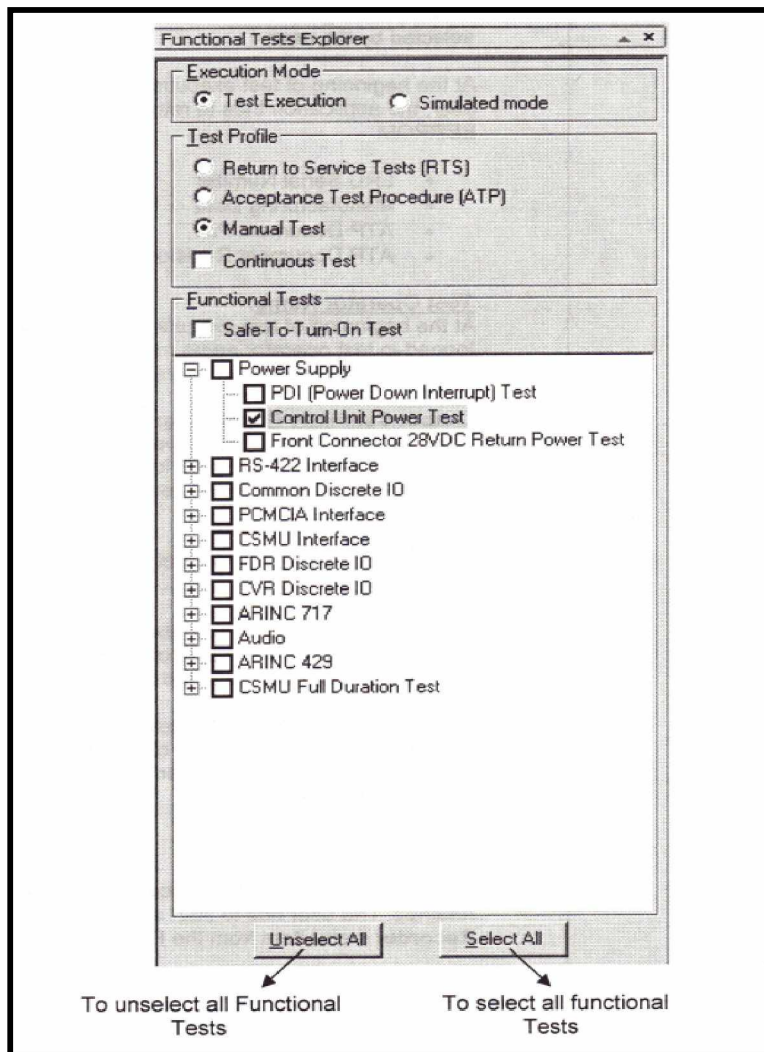 Functional Tests Explorer
Execution Mode
Test Execution
Simulated mode
Test Profile
Return to Service Tests (RTS)
Acceptance Test Procedure (ATP)
Manual Test
Continuous Test
Functional Tests
Safe-To-Turn-On Test
Power Supply
PDI (Power Down Interrupt) Test
Control Unit Power Test
Front Connector 28VDC Return Power Test
RS-422 Interface
Common Discrete IO
PCMCIA Interface
CSMU Interface
FDR Discrete IO
CVR Discrete IO
ARINC 717
Audio
ARINC 429
CSMU Full Duration Test
Unselect All
Select All
To unselect all Functional
Tests
To select all functional
Tests